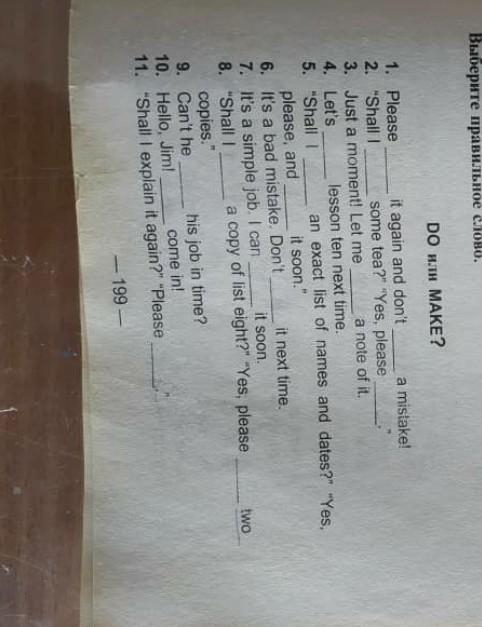 Выберите правильное слово.
DO или MAKE?
1. Please ______ it again and don't ______ a mistake!
2. "Shall I ______ some tea?" "Yes, please ______."
3. Just a moment! Let me ______ a note of it.
4. Let's ______ lesson ten next time.
5. "Shall I ______ an exact list of names and dates?" "Yes,
please, and ______ it soon."
6. It's a bad mistake. Don't ______ it next time.
7. It's a simple job. I can ______ it soon.
8. "Shall I ______ a copy of list eight?" "Yes, please ______ two
copies."
9. Can't he ______ his job in time?
10. Hello, Jim! ______ come in!
11. "Shall I explain it again?" "Please ______."
— 199 —